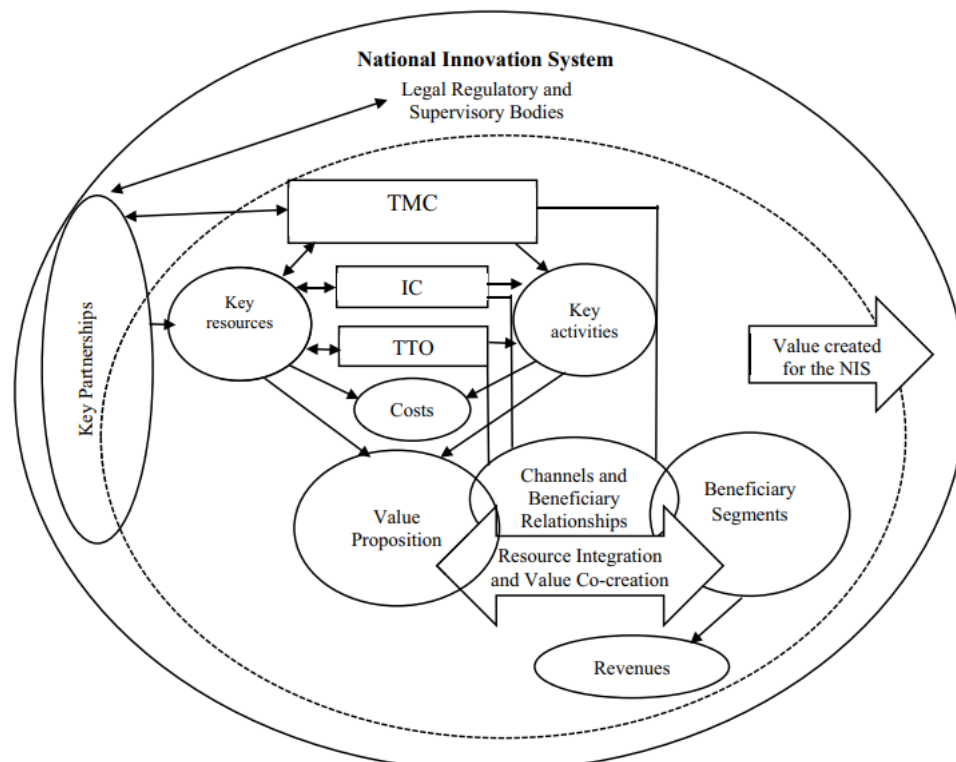 National Innovation System
Legal Regulatory and
Supervisory Bodies
TMC
Key Partnerships
Key
resources
IC
Key
activities
TTO
Value created
for the NIS
Costs
Channels and
Beneficiary
Relationships
Beneficiary
Segments
Value
Proposition
Resource Integration
and Value Co-creation
Revenues